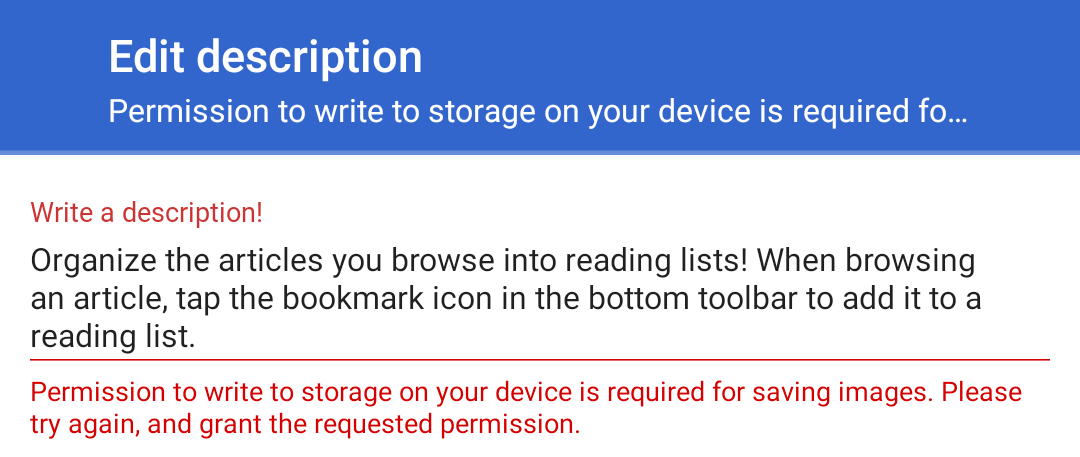 Edit description
Permission to write to storage on your device is required fo...
Write a description!
Organize the articles you browse into reading lists! When browsing
an article, tap the bookmark icon in the bottom toolbar to add it to a
reading list.
Permission to write to storage on your device is required for saving images. Please
try again, and grant the requested permission.